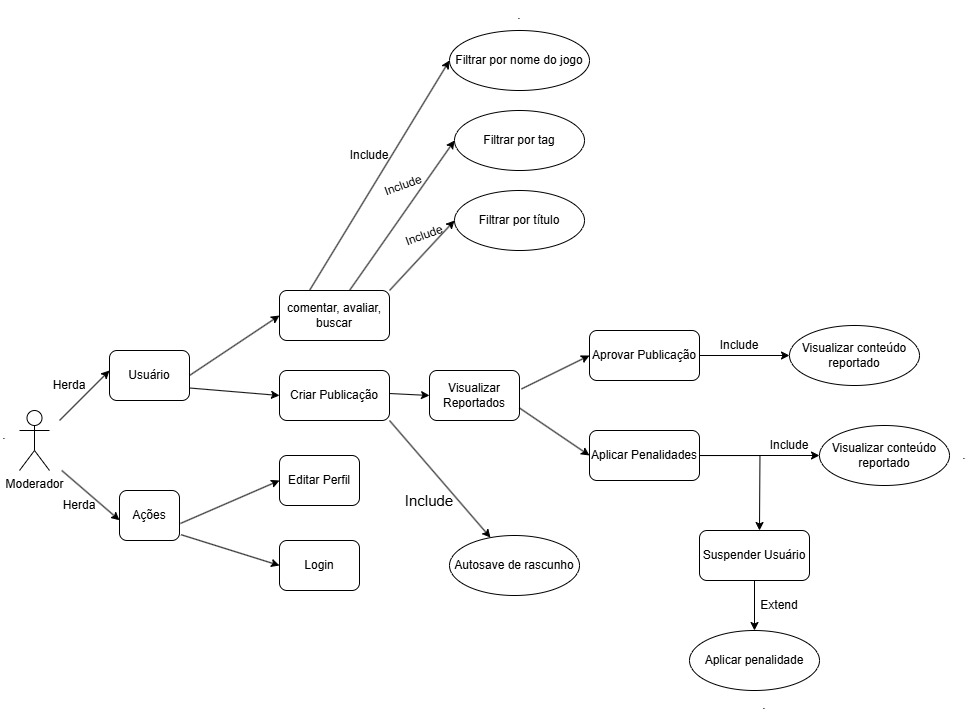 Filtrar por nome do jogo
Include
Filtrar por tag
Include
Filtrar por título
Include
comentar, avaliar,
buscar
Herda
Usuário
Criar Publicação
Visualizar
Reportados
Aprovar Publicação
Include
Visualizar conteúdo
reportado
Aplicar Penalidades
Include
Visualizar conteúdo
reportado
Moderador
Herda
Ações
Editar Perfil
Login
Include
Autosave de rascunho
Suspender Usuário
Extend
Aplicar penalidade